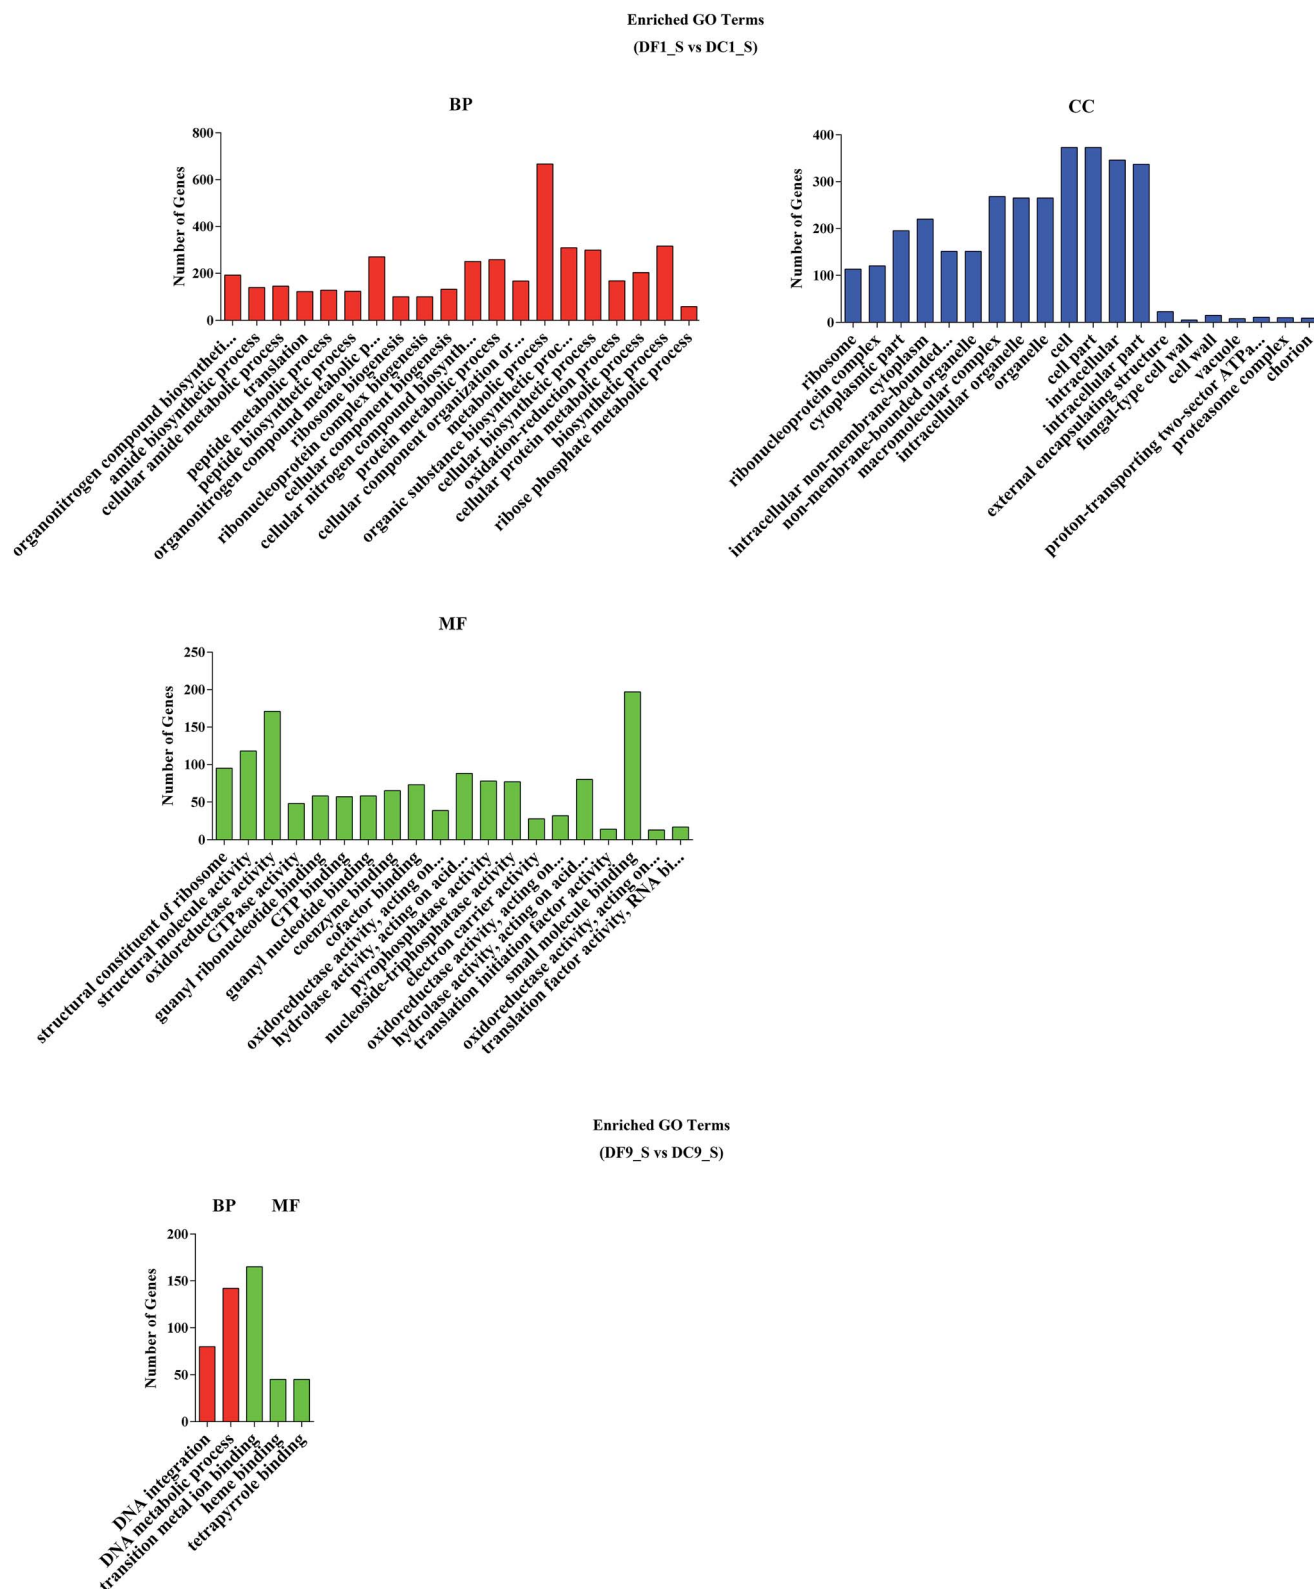 Enriched GO Terms
(DF1_S vs DC1_S)
BP
Number of Genes
800
600
400
200
0
organonitrogen compound biosyntheti...
amide biosynthetic process
cellular amide metabolic process
translation
peptide metabolic process
peptide biosynthetic process
organonitrogen compound metabolic p...
ribosome biogenesis
ribonucleoprotein complex biogenesis
cellular component biogenesis
cellular nitrogen compound biosynth...
protein metabolic process
cellular component organization or...
metabolic process
organic substance biosynthetic proc...
cellular biosynthetic process
oxidation-reduction process
cellular protein metabolic process
biosynthetic process
ribose phosphate metabolic process
CC
Number of Genes
400
300
200
100
0
ribosome
ribonucleoprotein complex
cytoplasmic part
cytoplasm
intracellular non-membrane-bounded...
non-membrane-bounded organelle
macromolecular complex
intracellular organelle
organelle
cell
cell part
intracellular
intracellular part
external encapsulating structure
fungal-type cell wall
cell wall
vacuole
proton-transporting two-sector ATPa...
proteasome complex
chorion
MF
Number of Genes
250
200
150
100
50
0
structural constituent of ribosome
structural molecule activity
oxidoreductase activity
GTPase activity
guanyl ribonucleotide binding
GTP binding
guanyl nucleotide binding
coenzyme binding
cofactor binding
oxidoreductase activity, acting on...
hydrolase activity, acting on acid...
pyrophosphatase activity
nucleoside-triphosphatase activity
electron carrier activity
oxidoreductase activity, acting on...
hydrolase activity, acting on acid...
translation initiation factor activity
small molecule binding
oxidoreductase activity, acting on...
translation factor activity, RNA bi...
Enriched GO Terms
(DF9_S vs DC9_S)
BP MF
Number of Genes
200
150
100
50
0
DNA integration
DNA metabolic process
transition metal ion binding
heme binding
tetrapyrrole binding